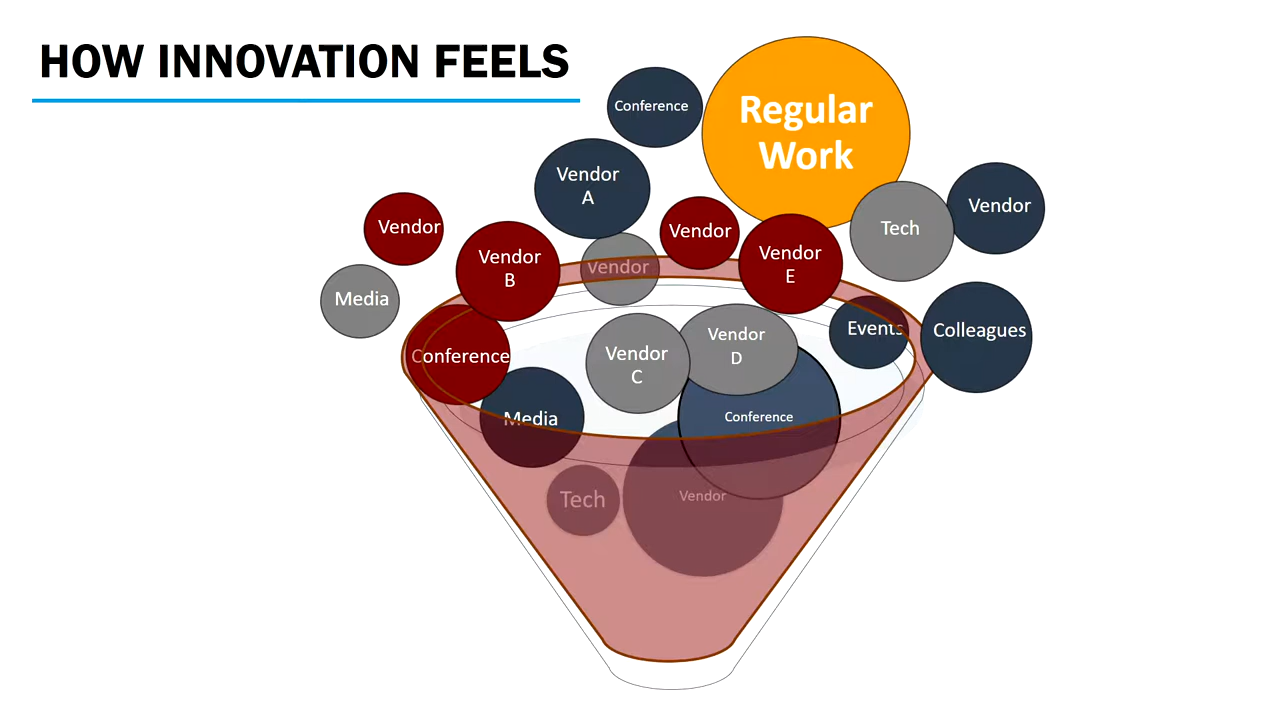 HOW INNOVATION FEELS
Conference
Regular
Work
Vendor
A
Vendor
Tech
Vendor
Vendor
Vendor
B
Vendor
Vendor
E
Media
Conference
Vendor
C
Vendor
D
Events
Colleagues
Media
Conference
Tech
Vendor